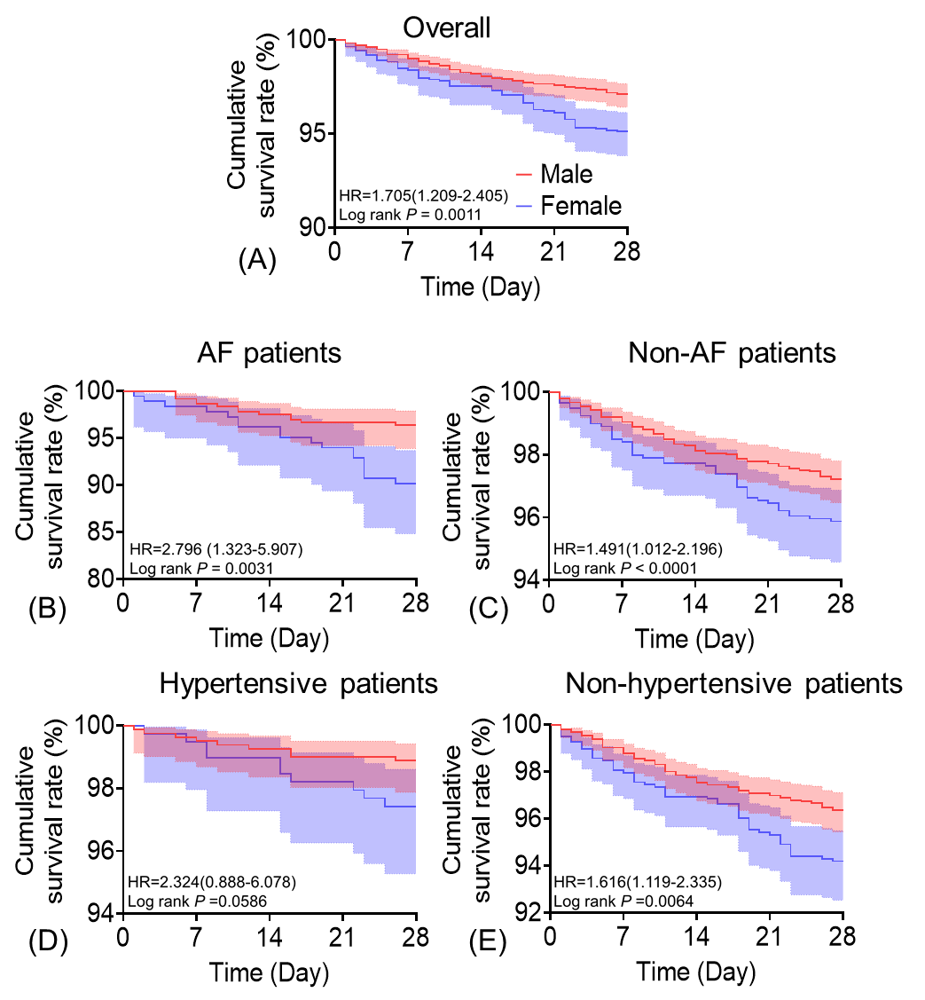 Overall
Cumulative
survival rate (%)
100
95
90
HR=1.705(1.209-2.405)
Log rank P = 0.0011
Male
Female
0 7 14 21 28
(A)
Time (Day)
AF patients
Cumulative
survival rate (%)
100
95
90
85
80
HR=2.796 (1.323-5.907)
Log rank P = 0.0031
0 7 14 21 28
(B)
Time (Day)
Non-AF patients
Cumulative
survival rate (%)
100
98
96
94
HR=1.491(1.012-2.196)
Log rank P < 0.0001
0 7 14 21 28
(C)
Time (Day)
Hypertensive patients
Cumulative
survival rate (%)
100
98
96
94
HR=2.324(0.888-6.078)
Log rank P =0.0586
0 7 14 21 28
(D)
Time (Day)
Non-hypertensive patients
Cumulative
survival rate (%)
100
98
96
94
92
HR=1.616(1.119-2.335)
Log rank P =0.0064
0 7 14 21 28
(E)
Time (Day)